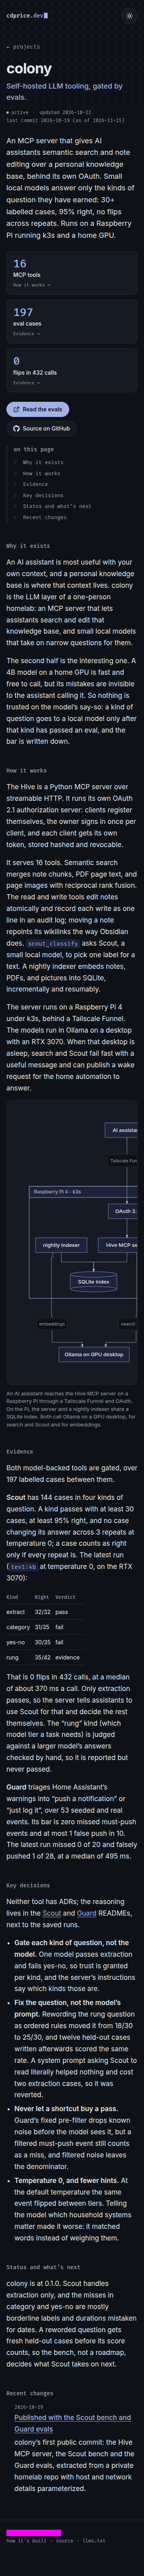 cdprice.dev
← projects
colony
Self-hosted LLM tooling, gated by
evals.
● active updated 2026-10-22
last commit 2026-10-19 (as of 2026-11-15)
An MCP server that gives AI
assistants semantic search and note
editing over a personal knowledge
base, behind its own OAuth. Small
local models answer only the kinds of
question they have earned: 30+
labelled cases, 95% right, no flips
across repeats. Runs on a Raspberry
Pi running k3s and a home GPU.
16
MCP tools
How it works →
197
eval cases
Evidence →
0
flips in 432 calls
Evidence →
Read the evals
Source on GitHub
on this page
Why it exists
How it works
Evidence
Key decisions
Status and what's next
Recent changes
Why it exists
An AI assistant is most useful with your
own context, and a personal knowledge
base is where that context lives. colony
is the LLM layer of a one-person
homelab: an MCP server that lets
assistants search and edit that
knowledge base, and small local models
that take on narrow questions for them.
The second half is the interesting one. A
4B model on a home GPU is fast and
free to call, but its mistakes are invisible
to the assistant calling it. So nothing is
trusted on the model's say-so: a kind of
question goes to a local model only after
that kind has passed an eval, and the
bar is written down.
How it works
The Hive is a Python MCP server over
streamable HTTP. It runs its own OAuth
2.1 authorization server: clients register
themselves, the owner signs in once per
client, and each client gets its own
token, stored hashed and revocable.
It serves 16 tools. Semantic search
merges note chunks, PDF page text, and
page images with reciprocal rank fusion.
The read and write tools edit notes
atomically and record each write as one
line in an audit log; moving a note
repoints its wikilinks the way Obsidian
does. scout_classify asks Scout, a
small local model, to pick one label for a
text. A nightly indexer embeds notes,
PDFs, and pictures into SQLite,
incrementally and resumably.
The server runs on a Raspberry Pi 4
under k3s, behind a Tailscale Funnel.
The models run in Ollama on a desktop
with an RTX 3070. When that desktop is
asleep, search and Scout fail fast with a
useful message and can publish a wake
request for the home automation to
answer.
AI assistan
Tailscale Fun
Raspberry Pi 4 · k3s
OAuth 2.
nightly indexer
Hive MCP se
SQLite index
embeddings
search
Ollama on GPU desktop
An AI assistant reaches the Hive MCP server on a
Raspberry Pi through a Tailscale Funnel and OAuth.
On the Pi, the server and a nightly indexer share a
SQLite index. Both call Ollama on a GPU desktop, for
search and Scout and for embeddings.
Evidence
Both model-backed tools are gated, over
197 labelled cases between them.
Scout has 144 cases in four kinds of
question. A kind passes with at least 30
cases, at least 95% right, and no case
changing its answer across 3 repeats at
temperature 0; a case counts as right
only if every repeat is. The latest run
Kind Right Verdict
extract 32/32 pass
category 31/35 fail
yes-no 30/35 fail
rung 35/42 evidence
That is 0 flips in 432 calls, at a median
of about 370 ms a call. Only extraction
passes, so the server tells assistants to
use Scout for that and decide the rest
themselves. The "rung" kind (which
model tier a task needs) is judged
against a larger model's answers
checked by hand, so it is reported but
never passed.
Guard triages Home Assistant's
warnings into "push a notification" or
"just log it", over 53 seeded and real
events. Its bar is zero missed must-push
events and at most 1 false push in 10.
The latest run missed 0 of 20 and falsely
pushed 1 of 28, at a median of 495 ms.
Key decisions
Neither tool has ADRs; the reasoning
lives in the Scout and Guard READMEs,
next to the saved runs.
• Gate each kind of question, not the
model. One model passes extraction
and fails yes-no, so trust is granted
per kind, and the server's instructions
say which kinds those are.
• Fix the question, not the model's
prompt. Rewording the rung question
as ordered rules moved it from 18/30
to 25/30, and twelve held-out cases
written afterwards scored the same
way. A system prompt asking Scout to
read literally helped nothing and cost
two extraction cases, so it was
reverted.
• Never let a shortcut buy a pass.
Guard's fixed pre-filter drops known
noise before the model sees it, but a
filtered must-push event still counts
as a miss, and filtered noise leaves
the denominator.
• Temperature 0, and fewer hints. At
the default temperature the same
event flipped between tiers. Telling
the model which household systems
matter made it worse: it matched
words instead of weighing them.
Status and what's next
colony is at 0.1.0. Scout handles
extraction only, and the misses in
category and yes-no are mostly
borderline labels and durations mistaken
for dates. A reworded question gets
fresh held-out cases before its score
counts, so the bench, not a roadmap,
decides what Scout takes on next.
Recent changes
2026-10-19
Published with the Scout bench and
Guard evals
colony's first public commit: the Hive
MCP server, the Scout bench and the
Guard evals, extracted from a private
homelab repo with host and network
details parameterized.
how it's built · source · llms.txt